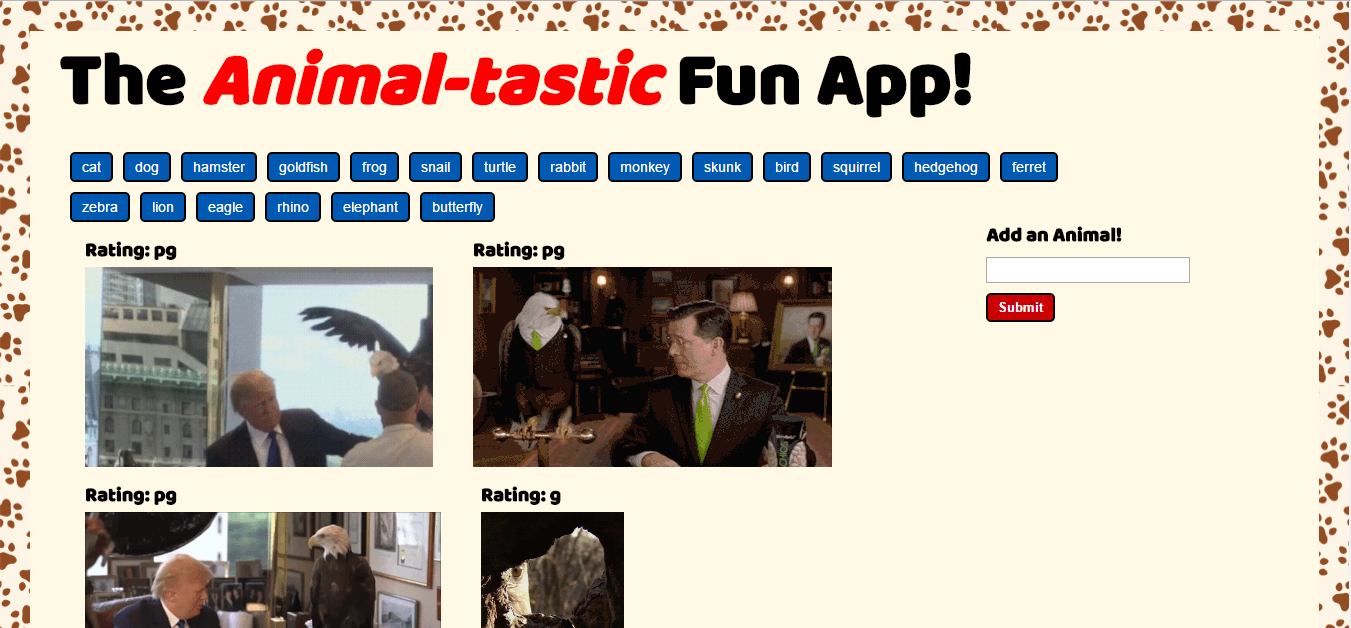 The Animal-tastic Fun App!
cat dog hamster goldfish frog snail turtle rabbit monkey skunk bird squirrel hedgehog ferret
zebra lion eagle rhino elephant butterfly
Add an Animal!
Submit
Rating: pg
Rating: pg
Rating: pg
Rating: g